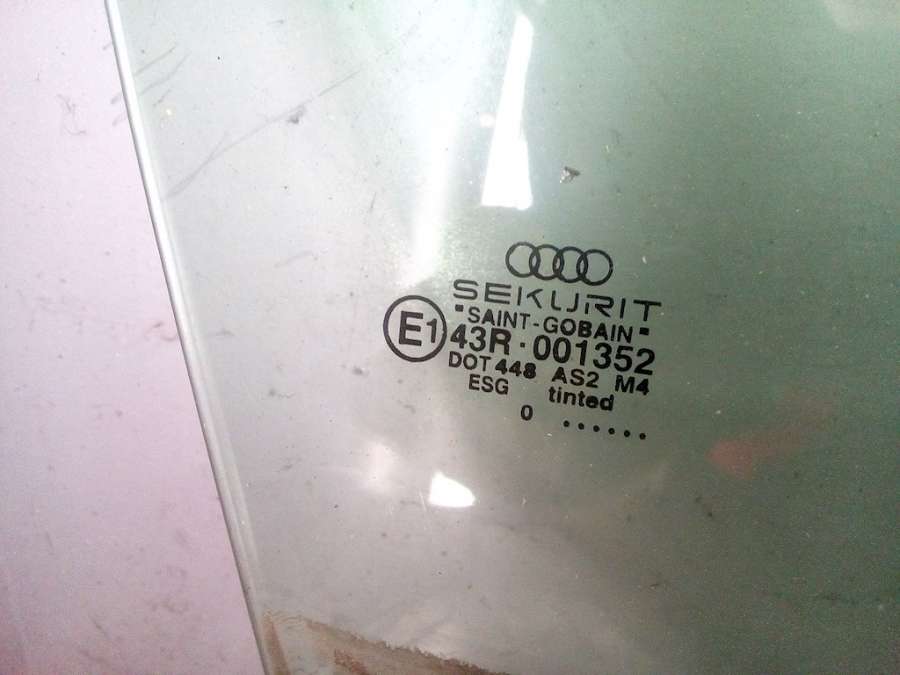 SEKURIT
SAINT-GOBAIN
E1 43R · 001352
DOT 448 AS2 M4
ESG tinted
0 ......